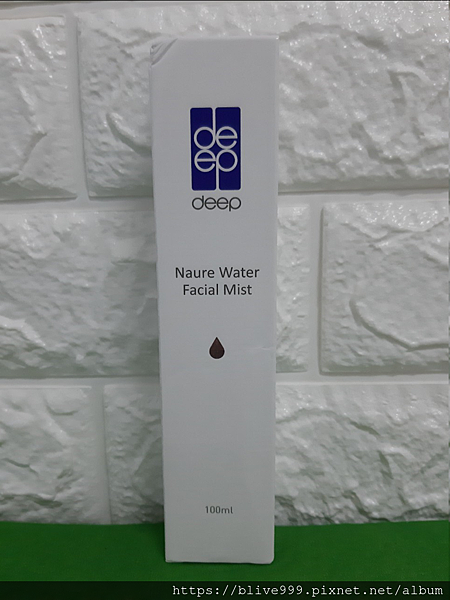 de
ep
deep
Naure Water
Facial Mist
100ml
https://blive999.pixnet.net/album